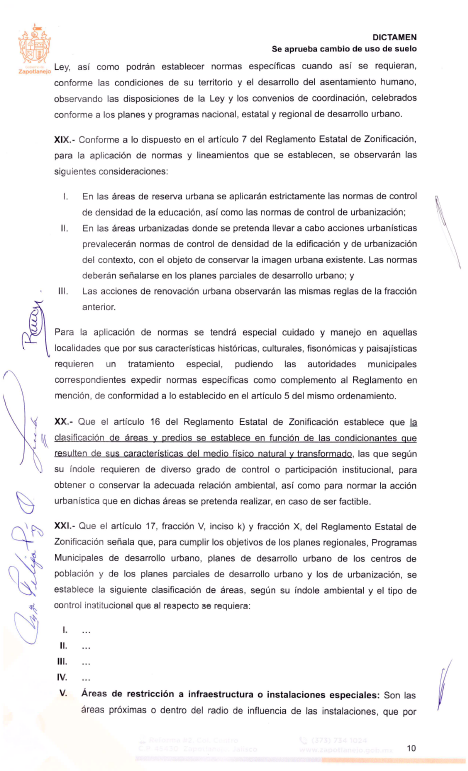 DICTAMEN
Se aprueba cambio de uso de suelo
Zapotlanejo
Ley, así como podrán establecer normas específicas cuando así se requieran,
conforme las condiciones de su territorio y el desarrollo del asentamiento humano,
observando las disposiciones de la Ley y los convenios de coordinación, celebrados
conforme a los planes y programas nacional, estatal y regional de desarrollo urbano.
XIX.- Conforme a lo dispuesto en el artículo 7 del Reglamento Estatal de Zonificación,
para la aplicación de normas y lineamientos que se establecen, se observarán las
siguientes consideraciones:
I. En las áreas de reserva urbana se aplicarán estrictamente las normas de control
de densidad de la educación, así como las normas de control de urbanización;
II. En las áreas urbanizadas donde se pretenda llevar a cabo acciones urbanísticas
prevalecerán normas de control de densidad de la edificación y de urbanización
del contexto, con el objeto de conservar la imagen urbana existente. Las normas
deberán señalarse en los planes parciales de desarrollo urbano; y
III. Las acciones de renovación urbana observarán las mismas reglas de la fracción
anterior.
Para la aplicación de normas se tendrá especial cuidado y manejo en aquellas
localidades que por sus características históricas, culturales, fisonómicas y paisajísticas
requieren un tratamiento especial, pudiendo las autoridades municipales
correspondientes expedir normas específicas como complemento al Reglamento en
mención, de conformidad a lo establecido en el artículo 5 del mismo ordenamiento.
XX.- Que el artículo 16 del Reglamento Estatal de Zonificación establece que la
clasificación de áreas y predios se establece en función de las condicionantes que
resulten de sus características del medio físico natural y transformado, las que según
su índole requieren de diverso grado de control o participación institucional, para
obtener o conservar la adecuada relación ambiental, así como para normar la acción
urbanística que en dichas áreas se pretenda realizar, en caso de ser factible.
XXI.- Que el artículo 17, fracción V, inciso k) y fracción X, del Reglamento Estatal de
Zonificación señala que, para cumplir los objetivos de los planes regionales, Programas
Municipales de desarrollo urbano, planes de desarrollo urbano de los centros de
población y de los planes parciales de desarrollo urbano y los de urbanización, se
establece la siguiente clasificación de áreas, según su índole ambiental y el tipo de
control institucional que al respecto se requiera:
I. ...
II. ...
III. ...
IV. ...
V. Áreas de restricción a infraestructura o instalaciones especiales: Son las
áreas próximas o dentro del radio de influencia de las instalaciones, que por
10